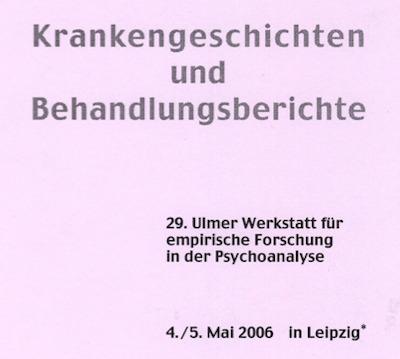 Krankengeschichten
und
Behandlungsberichte
29. Ulmer Werkstatt für
empirische Forschung
in der Psychoanalyse
4./5. Mai 2006 in Leipzig*